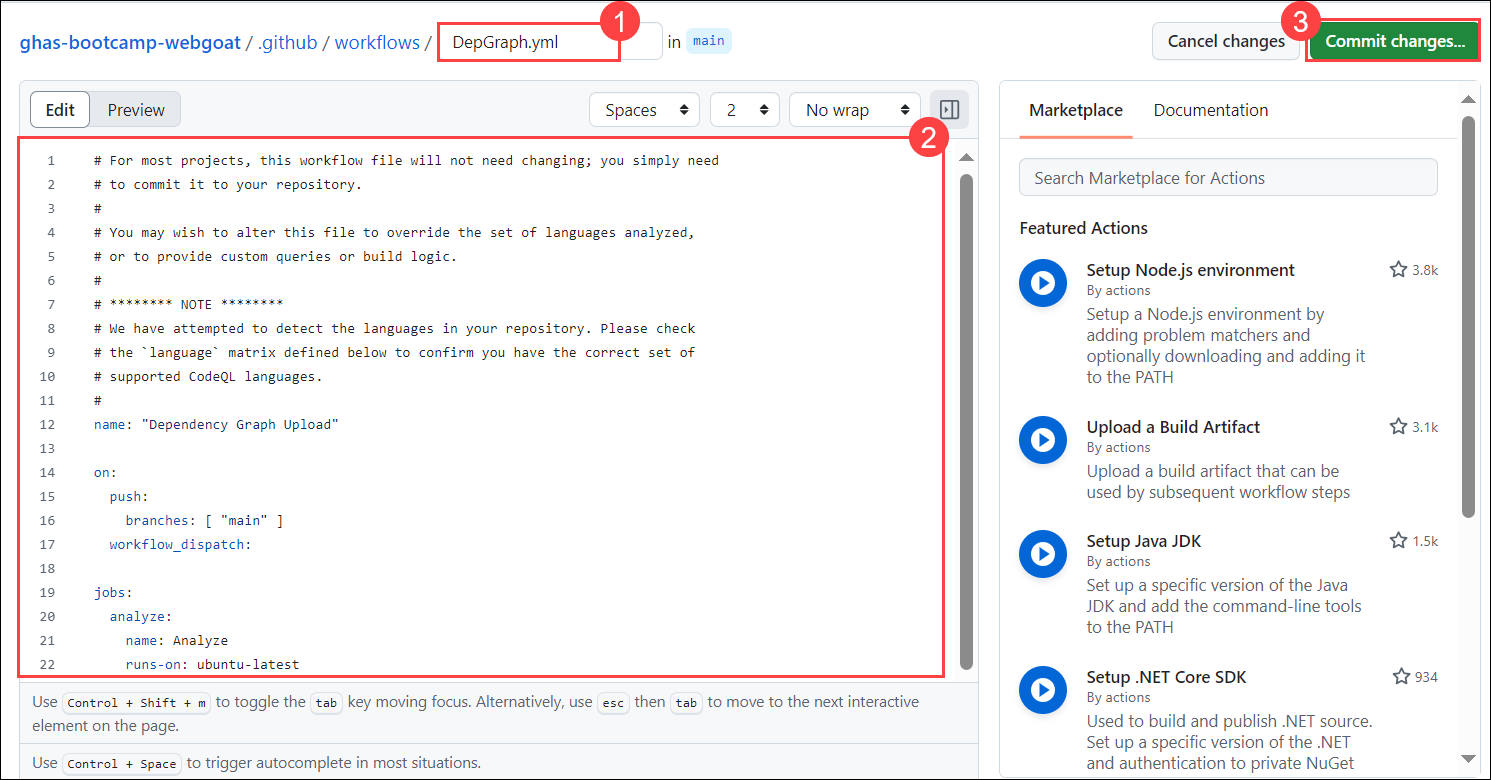 1
3
ghas-bootcamp-webgoat / .github / workflows / DepGraph.yml in main
Cancel changes
Commit changes...
Edit
Preview
Spaces
2
No wrap
2
1 # For most projects, this workflow file will not need changing; you simply need
2 # to commit it to your repository.
3 #
4 # You may wish to alter this file to override the set of languages analyzed,
5 # or to provide custom queries or build logic.
6 #
7 # ******** NOTE ********
8 # We have attempted to detect the languages in your repository. Please check
9 # the `language` matrix defined below to confirm you have the correct set of
10 # supported CodeQL languages.
11 #
12 name: "Dependency Graph Upload"
13
14 on:
15   push:
16     branches: [ "main" ]
17   workflow_dispatch:
18
19 jobs:
20   analyze:
21     name: Analyze
22     runs-on: ubuntu-latest
Use Control + Shift + m to toggle the tab key moving focus. Alternatively, use esc then tab to move to the next interactive
element on the page.
Use Control + Space to trigger autocomplete in most situations.
Marketplace
Documentation
Search Marketplace for Actions
Featured Actions
Setup Node.js environment
3.8k
By actions
Setup a Node.js environment by
adding problem matchers and
optionally downloading and adding it
to the PATH
Upload a Build Artifact
3.1k
By actions
Upload a build artifact that can be
used by subsequent workflow steps
Setup Java JDK
1.5k
By actions
Set up a specific version of the Java
JDK and add the command-line tools
to the PATH
Setup .NET Core SDK
934
By actions
Used to build and publish .NET source.
Set up a specific version of the .NET
and authentication to private NuGet